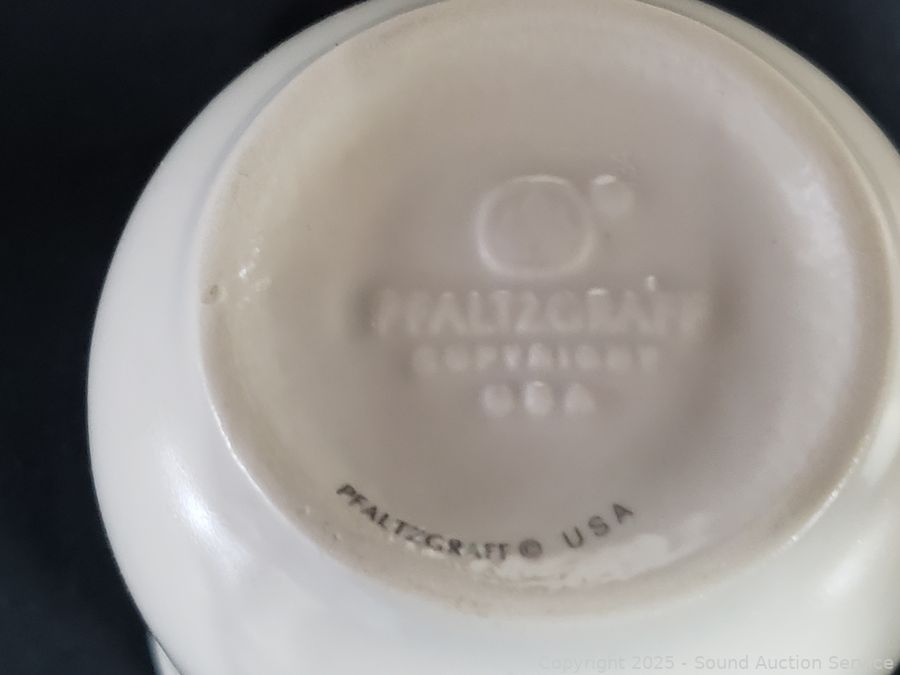 PFALTZGRAFF
COPYRIGHT
USA
PFALTZGRAFF © USA
Copyright 2025 - Sound Auction Service